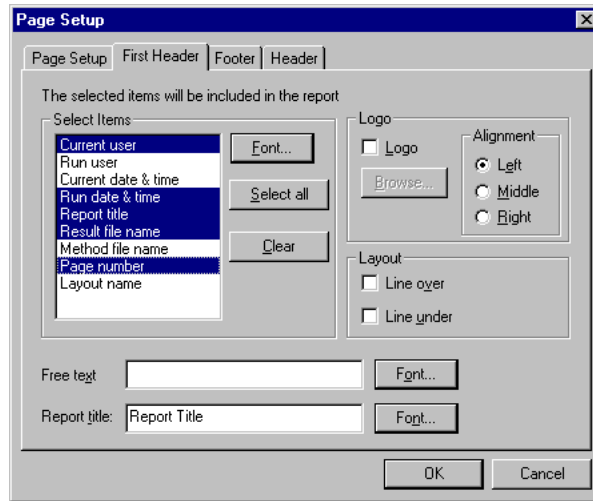 Page Setup
Page Setup First Header Footer Header
The selected items will be included in the report
Select Items
Current user
Run user
Current date & time
Run date & time
Report title
Result file name
Method file name
Page number
Layout name
Font...
Select all
Clear
Logo
Logo
Browse...
Alignment
Left
Middle
Right
Layout
Line over
Line under
Free text
Font...
Report title: Report Title
Font...
OK Cancel